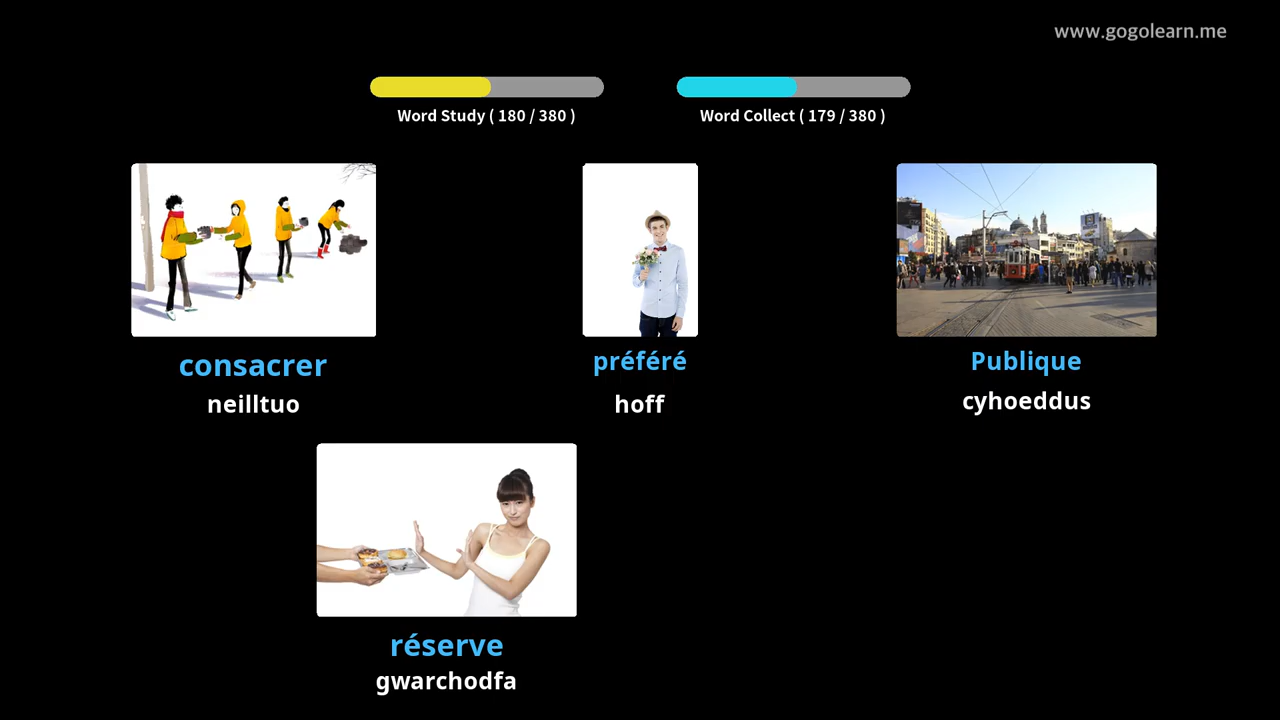 www.gogolearn.me
Word Study ( 180 / 380 )
Word Collect ( 179 / 380 )
consacrer
neilltuo
préféré
hoff
Publique
cyhoeddus
réserve
gwarchodfa